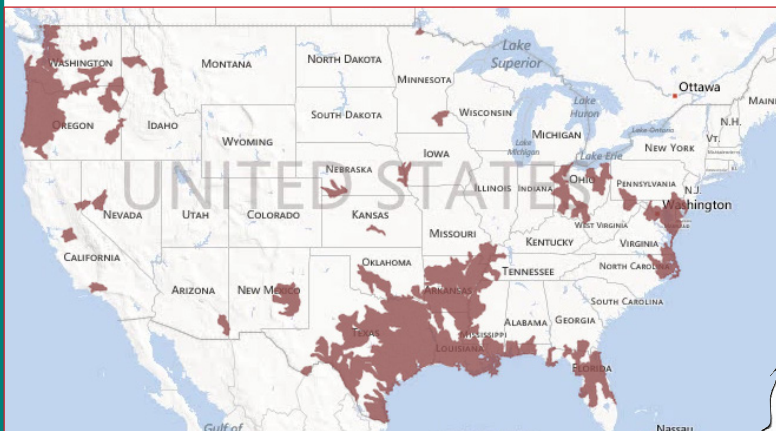 Lake
Superior
WASHINGTON
MONTANA
NORTH DAKOTA
MINNESOTA
Ottawa
MAIN
Lake
Huron
OREGON
IDAHO
SOUTH DAKOTA
WISCONSIN
MICHIGAN
Lake Ontario
VT.
N.H.
WYOMING
Lake
Michigan
Lake Erie
NEW YORK
IOWA
NEBRASKA
UNITED STATES
ILLINOIS
INDIANA
OHIO
PENNSYLVANIA
N.J.
NEVADA
UTAH
COLORADO
KANSAS
MISSOURI
WEST VIRGINIA
Washington
CALIFORNIA
KENTUCKY
VIRGINIA
OKLAHOMA
TENNESSEE
NORTH CAROLINA
ARIZONA
NEW MEXICO
ARKANSAS
SOUTH CAROLINA
TEXAS
MISSISSIPPI
ALABAMA
GEORGIA
LOUISIANA
FLORIDA
Gulf of
Nassau